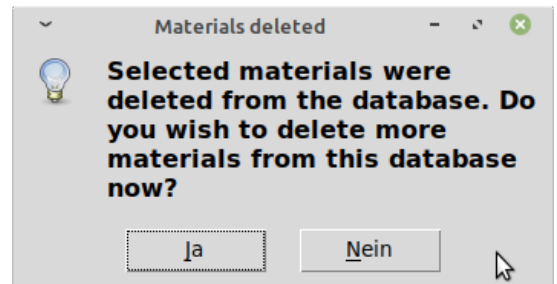 Materials deleted
Selected materials were
deleted from the database. Do
you wish to delete more
materials from this database
now?
Ja
Nein